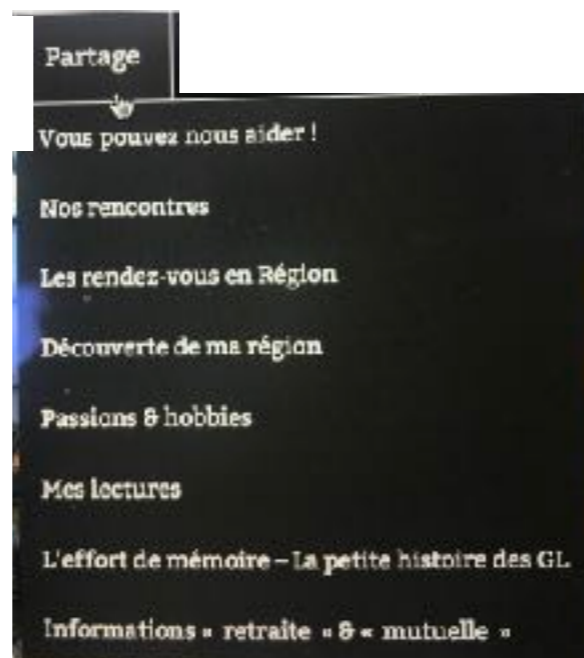 Partage
Vous pouvez nous aider !
Nos rencontres
Les rendez-vous en Région
Découverte de ma région
Passions & hobbies
Mes lectures
L'effort de mémoire – La petite histoire des GL
Informations « retraite « & « mutuelle »